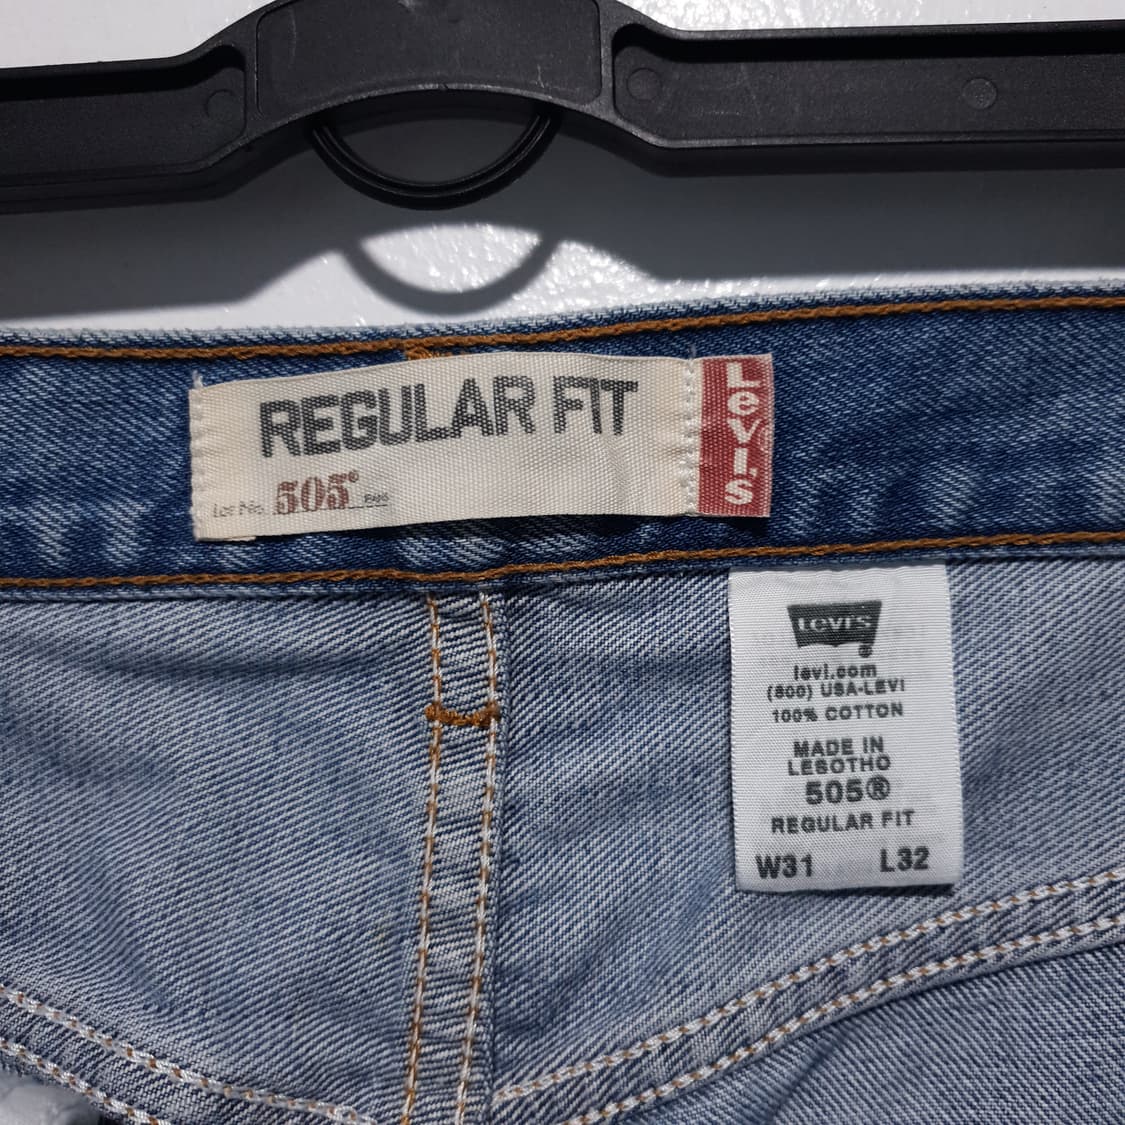 REGULAR FIT
Lot No. 505®
Levi's
LEVI'S
®
levi.com
(800) USA-LEVI
100% COTTON
MADE IN
LESOTHO
505®
REGULAR FIT
W31 L32